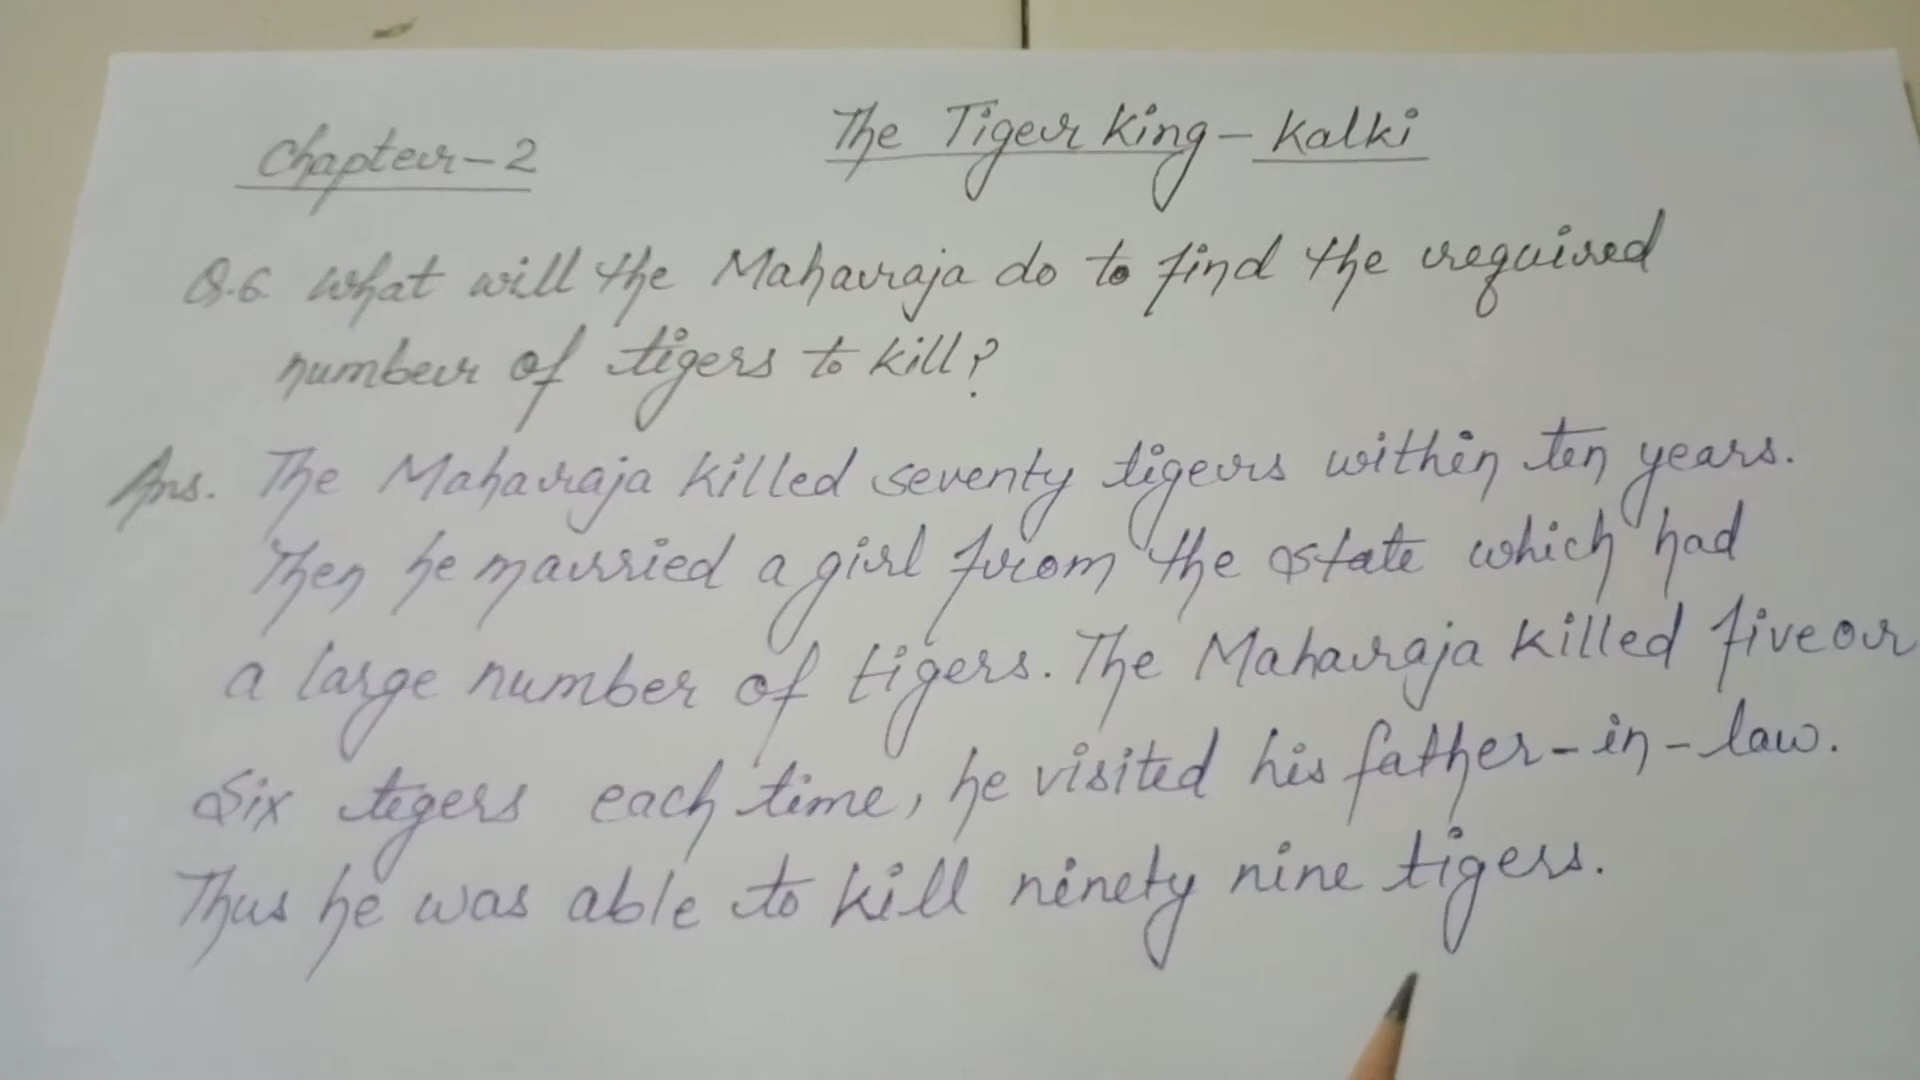 Chapter-2
The Tiger King - Kalki
Q.6. What will the Maharaja do to find the required
number of tigers to kill?
Ans. The Maharaja killed seventy tigers within ten years.
Then he married a girl from the state which had
a large number of tigers. The Maharaja killed five or
Six tigers each time, he visited his father-in-law.
Thus he was able to kill ninety nine tigers.